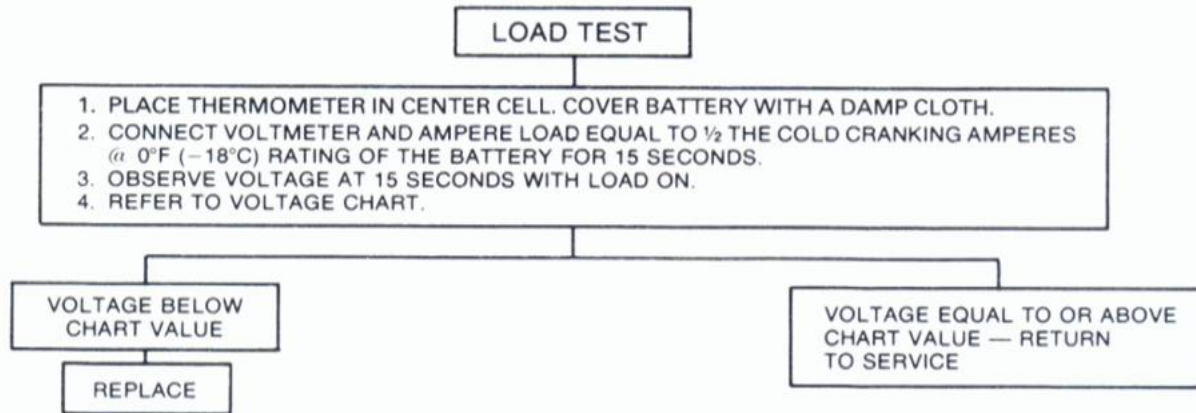 LOAD TEST
1. PLACE THERMOMETER IN CENTER CELL. COVER BATTERY WITH A DAMP CLOTH.
2. CONNECT VOLTMETER AND AMPERE LOAD EQUAL TO ½ THE COLD CRANKING AMPERES
@ 0°F (−18°C) RATING OF THE BATTERY FOR 15 SECONDS.
3. OBSERVE VOLTAGE AT 15 SECONDS WITH LOAD ON.
4. REFER TO VOLTAGE CHART.
VOLTAGE BELOW
CHART VALUE
REPLACE
VOLTAGE EQUAL TO OR ABOVE
CHART VALUE — RETURN
TO SERVICE